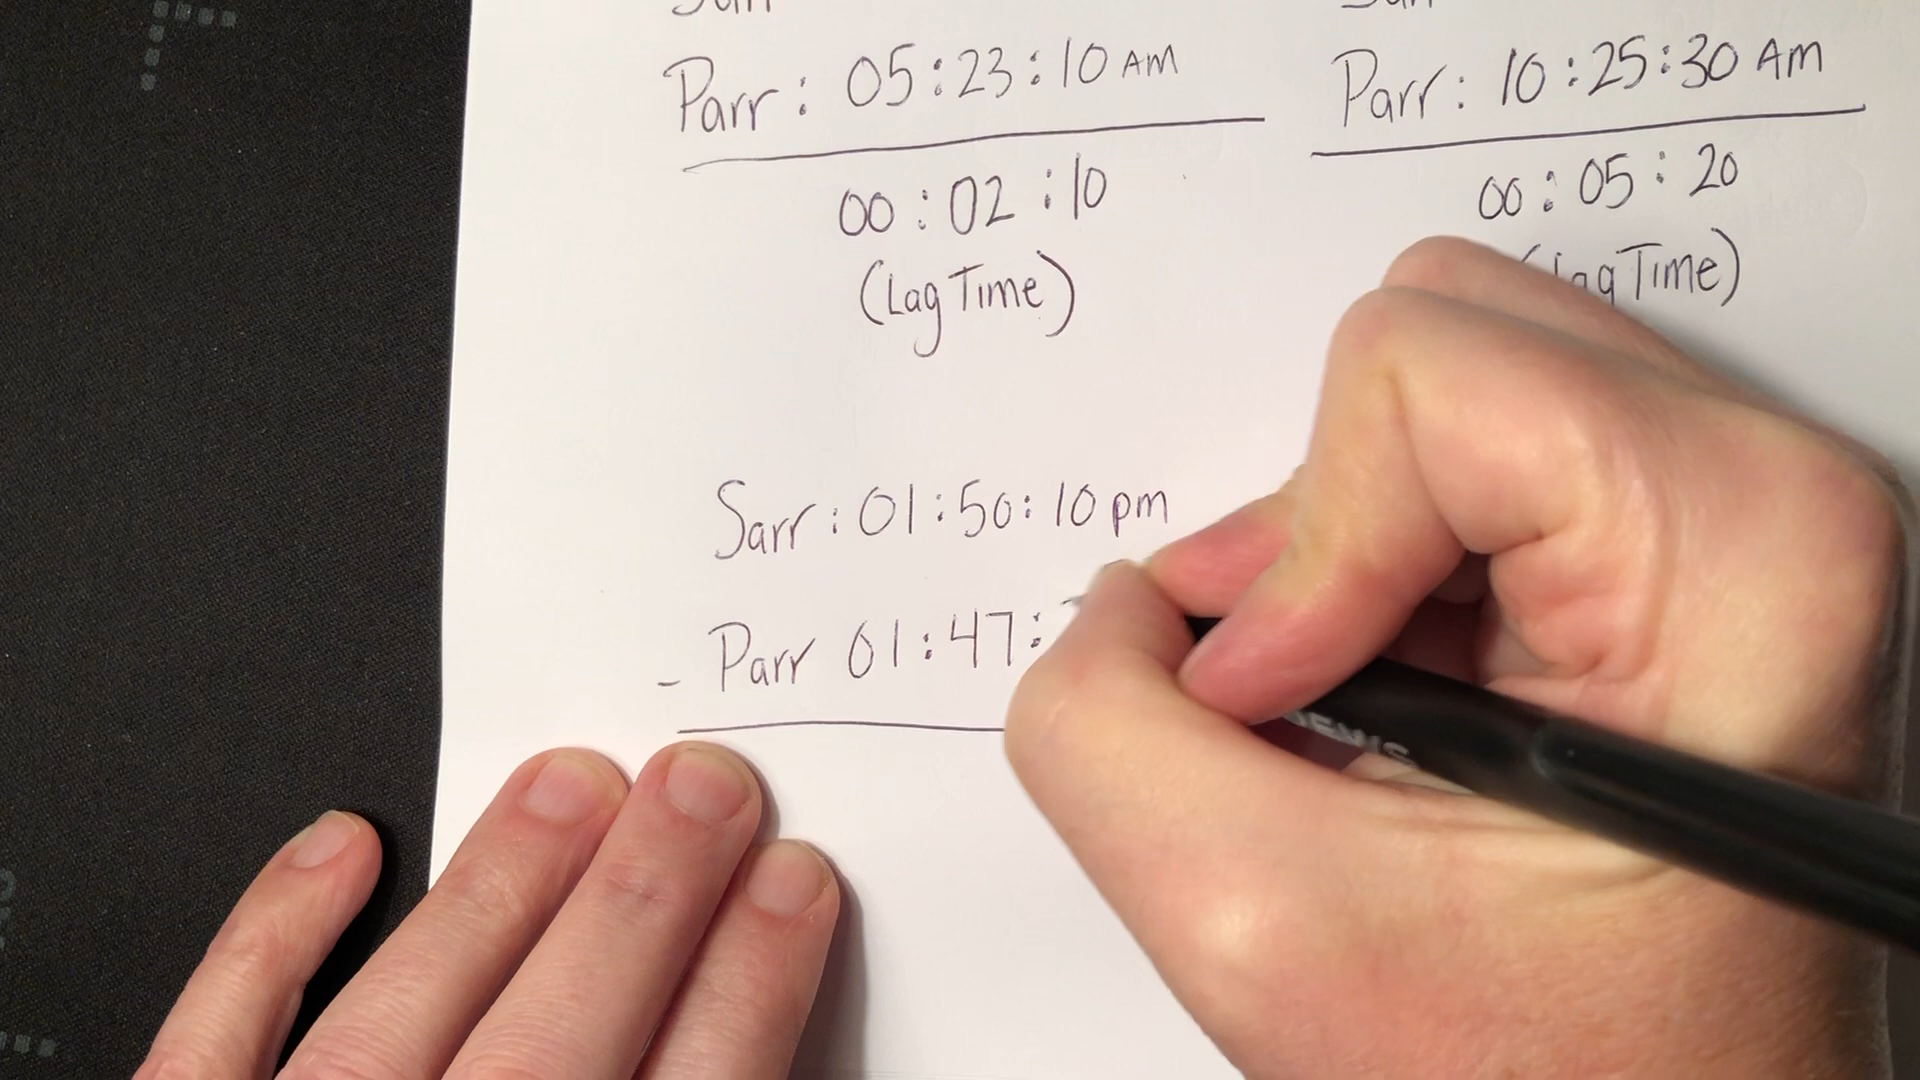 Parr: 05:23:10 AM
00:02:10
(Lag Time)
Parr: 10:25:30 AM
00:05:20
Time)
Sarr: 01:50:10 pm
- Parr 01:47: